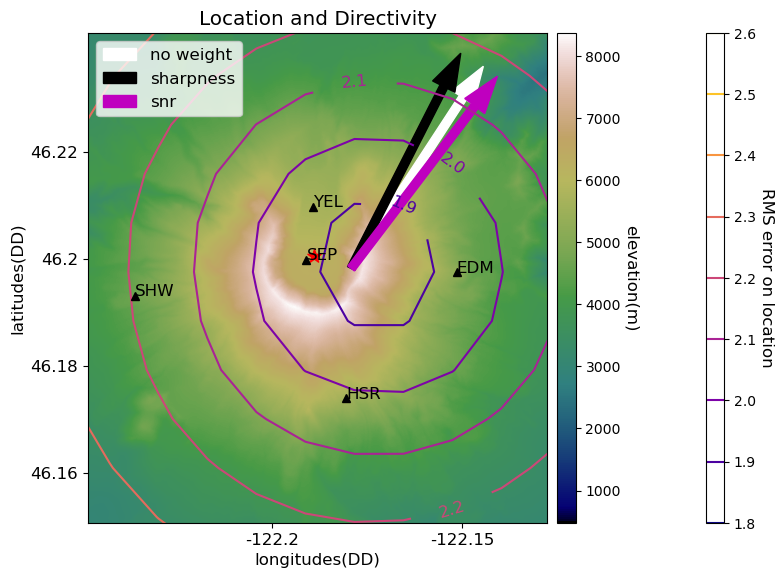 Location and Directivity
no weight
sharpness
snr
2.1
2.0
1.9
2.2
YEL
SEP
EDM
SHW
HSR
46.22
46.2
46.18
46.16
latitudes(DD)
-122.2
-122.15
longitudes(DD)
8000
7000
6000
5000
4000
3000
2000
1000
elevation(m)
2.6
2.5
2.4
2.3
2.2
2.1
2.0
1.9
1.8
RMS error on location